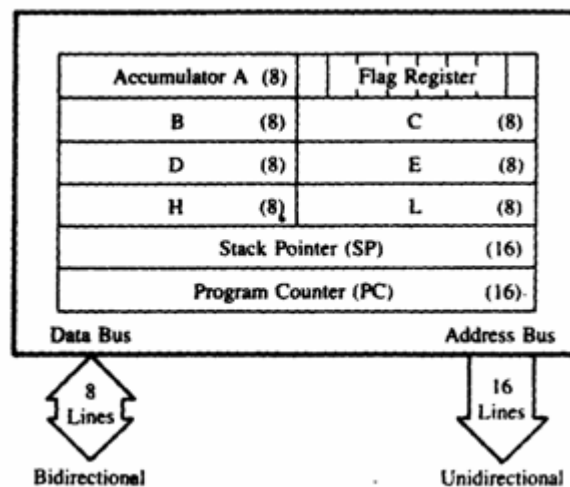 Accumulator A (8) Flag Register
B (8) C (8)
D (8) E (8)
H (8) L (8)
Stack Pointer (SP) (16)
Program Counter (PC) (16)
Data Bus Address Bus
8 Lines 16 Lines
Bidirectional Unidirectional